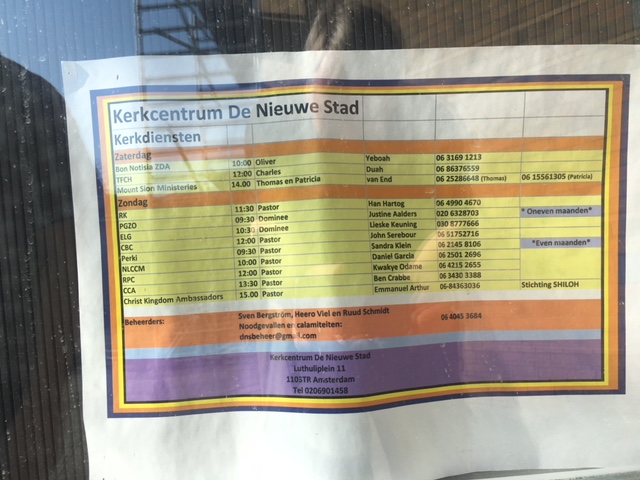 Kerkcentrum De Nieuwe Stad
Kerkdiensten
Zaterdag
Bon Notisia ZDA 10:00 Oliver Yeboah 06 3169 1213
TFCH 12:00 Charles Duah 06 86376559
Mount Sion Ministeries 14.00 Thomas en Patricia van End 06 25286648 (Thomas) 06 15561305 (Patricia)
Zondag
RK 11:30 Pastor Han Hartog 06 4990 4670
PGZO 09:30 Dominee Justine Aalders 020 6328703 * Oneven maanden*
ELG 10:30 Dominee Lieske Keuning 030 8777666
CBC 12:00 Pastor John Serebour 06 51752716
Perki 09:30 Pastor Sandra Klein 06 2145 8106 *Even maanden*
NLCCM 10:00 Pastor Daniel Garcia 06 2501 2696
RPC 12:00 Pastor Kwakye Odame 06 4215 2655
CCA 13:30 Pastor Ben Crabbe 06 3430 3388
Christ Kingdom Ambassadors 15.00 Pastor Emmanuel Arthur 06-84363036 Stichting SHILOH
Beheerders: Sven Bergstrom, Heero Viel en Ruud Schmidt 06 4045 3684
Noodgevallen en calamiteiten:
dnsbeheer@gmail.com
Kerkcentrum De Nieuwe Stad
Luthuliplein 11
1103TR Amsterdam
Tel 0206901458